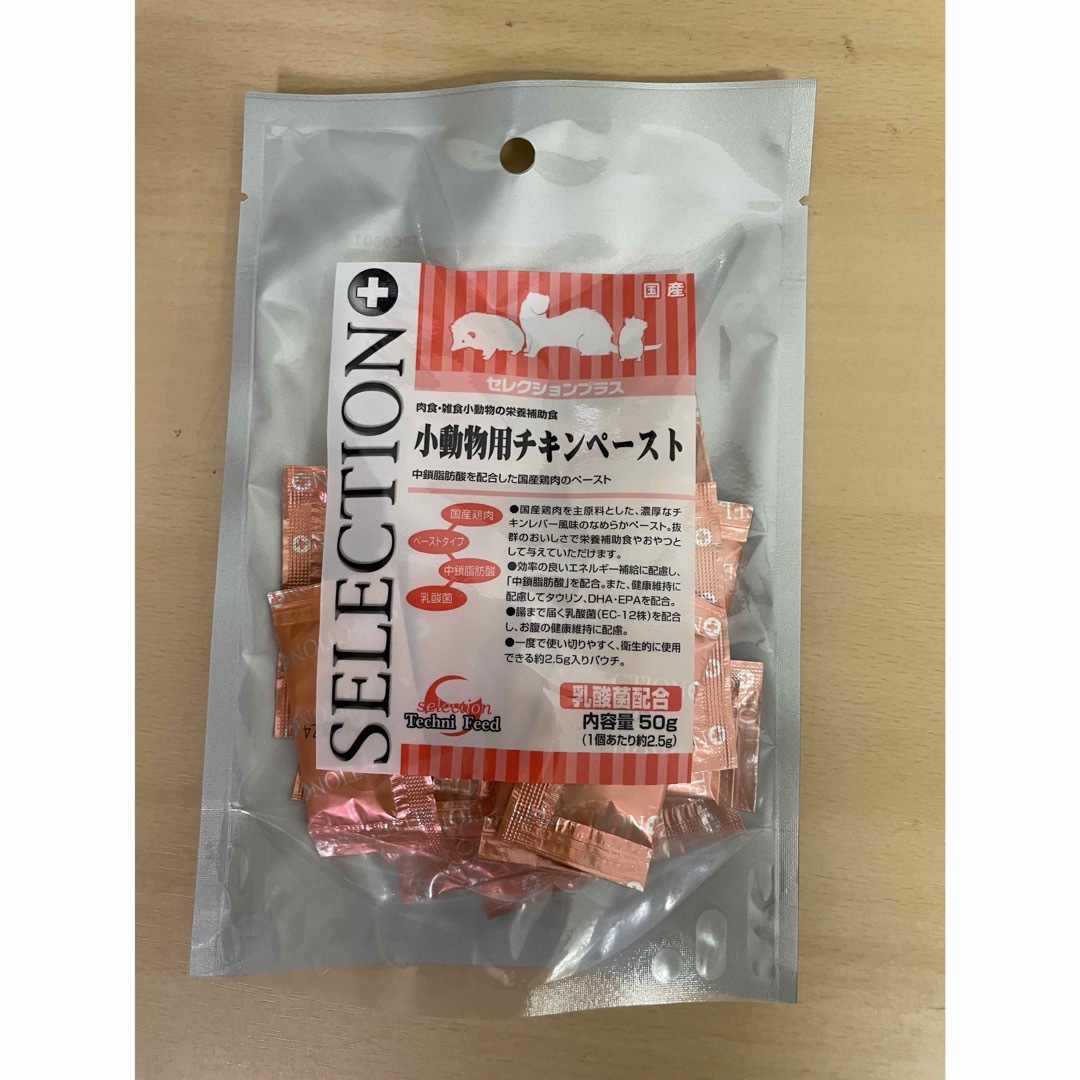 SELECTION
国産
セレクションプラス
肉食・雑食小動物の栄養補助食
小動物用チキンペースト
中鎖脂肪酸を配合した国産鶏肉のペースト
国産鶏肉
ペーストタイプ
中鎖脂肪酸
乳酸菌
●国産鶏肉を主原料とした、濃厚なチ
キンレバー風味のなめらかペースト。抜
群のおいしさで栄養補助食やおやつと
して与えていただけます。
●効率の良いエネルギー補給に配慮し、
「中鎖脂肪酸」を配合。また、健康維持に
配慮してタウリン、DHA・EPAを配合。
●腸まで届く乳酸菌(EC-12株)を配合
し、お腹の健康維持に配慮。
●一度で使い切りやすく、衛生的に使用
できる約2.5g入りパウチ。
selection
Techni Feed
乳酸菌配合
内容量 50g
(1個あたり約2.5g)